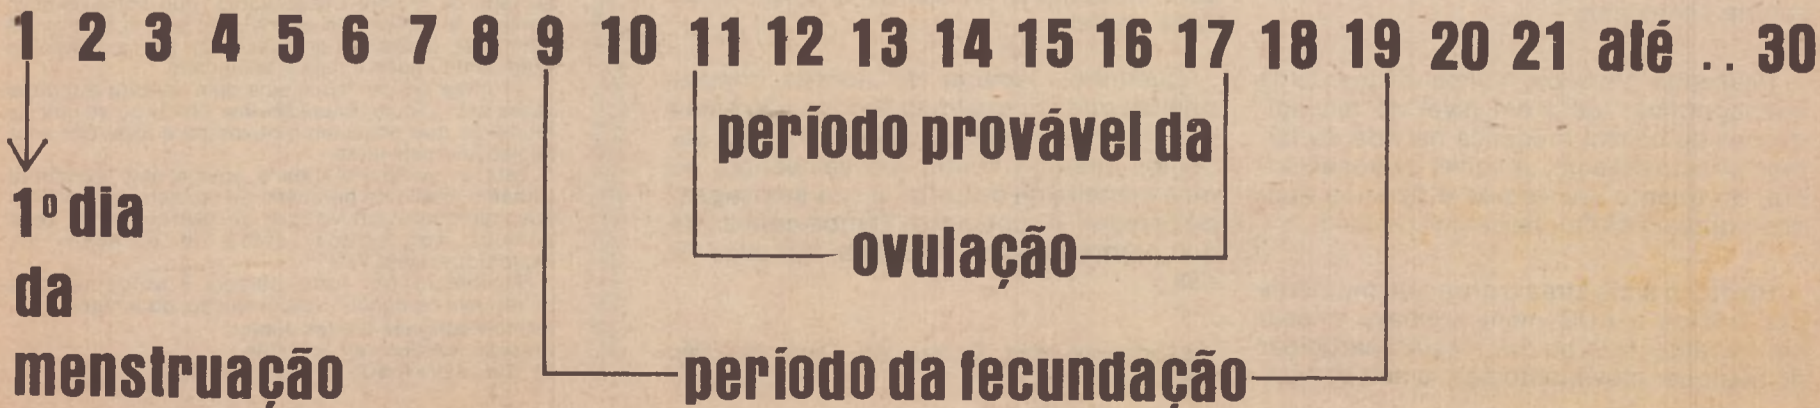 1 2 3 4 5 6 7 8 9 10 11 12 13 14 15 16 17 18 19 20 21 até .. 30
período provável da
ovulação
1º dia
da
menstruação
período da fecundação